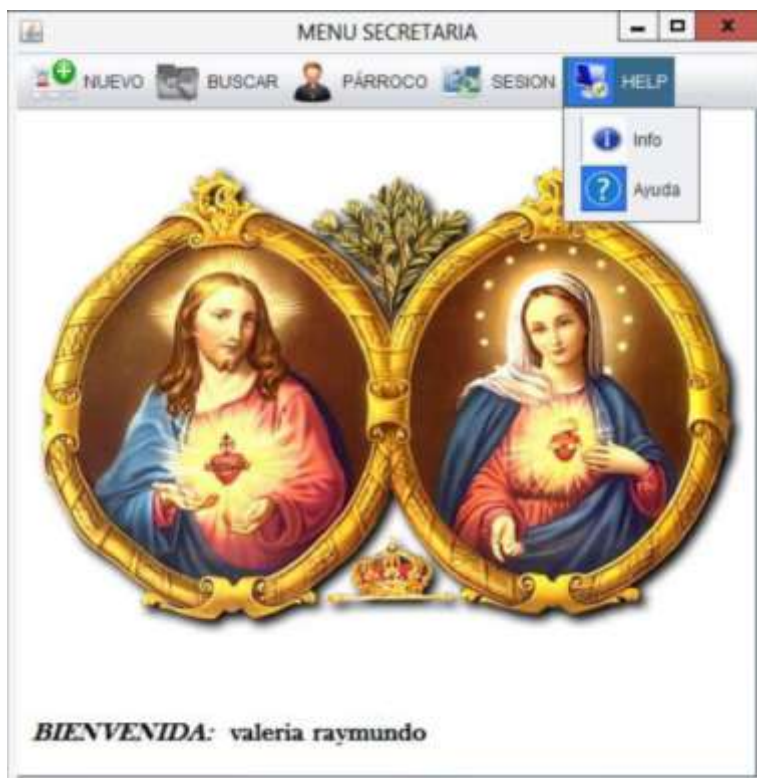 MENU SECRETARIA
NUEVO BUSCAR PÁRROCO SESION HELP
Info
Ayuda
BIENVENIDA: valeria raymundo